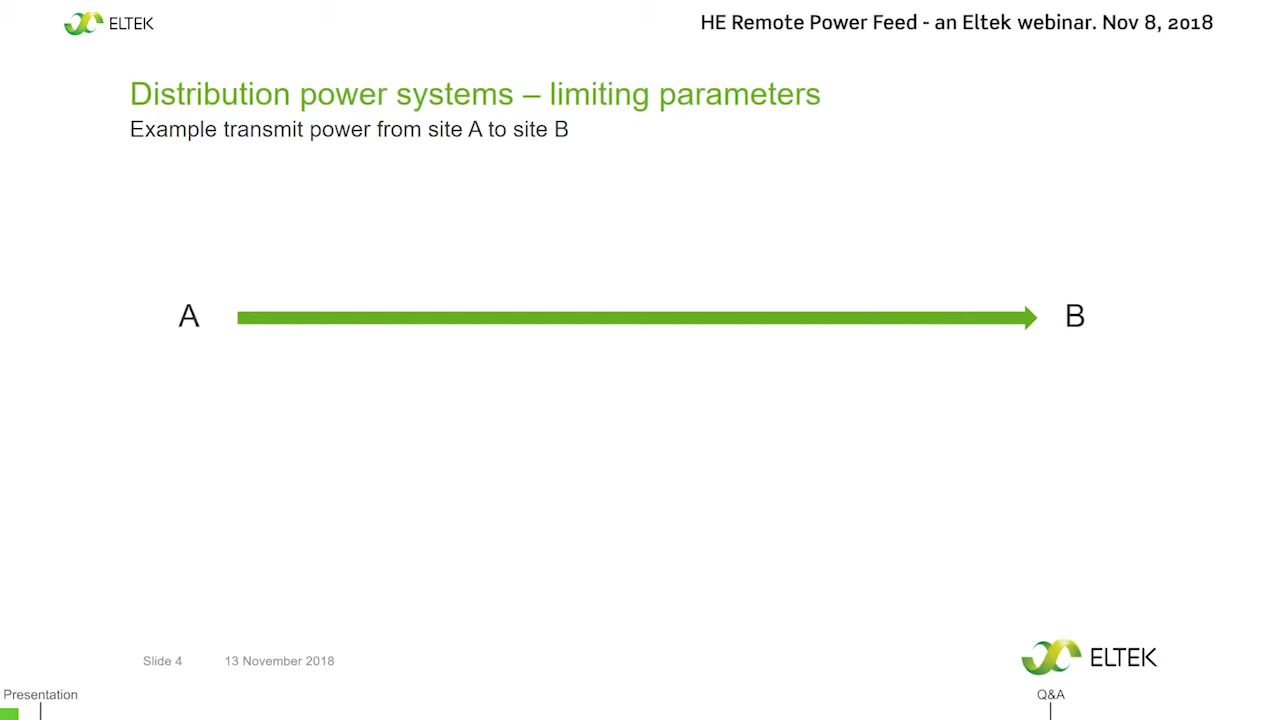 ELTEK
HE Remote Power Feed - an Eltek webinar. Nov 8, 2018
Distribution power systems – limiting parameters
Example transmit power from site A to site B
A
B
Slide 4
13 November 2018
ELTEK
Presentation
Q&A